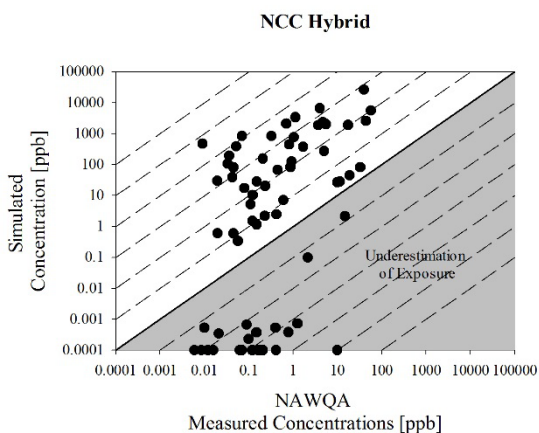 NCC Hybrid
Simulated
Concentration [ppb]
100000
10000
1000
100
10
1
0.1
0.01
0.001
0.0001
Underestimation
of Exposure
0.0001 0.001 0.01 0.1 1 10 100 1000 10000 100000
NAWQA
Measured Concentrations [ppb]